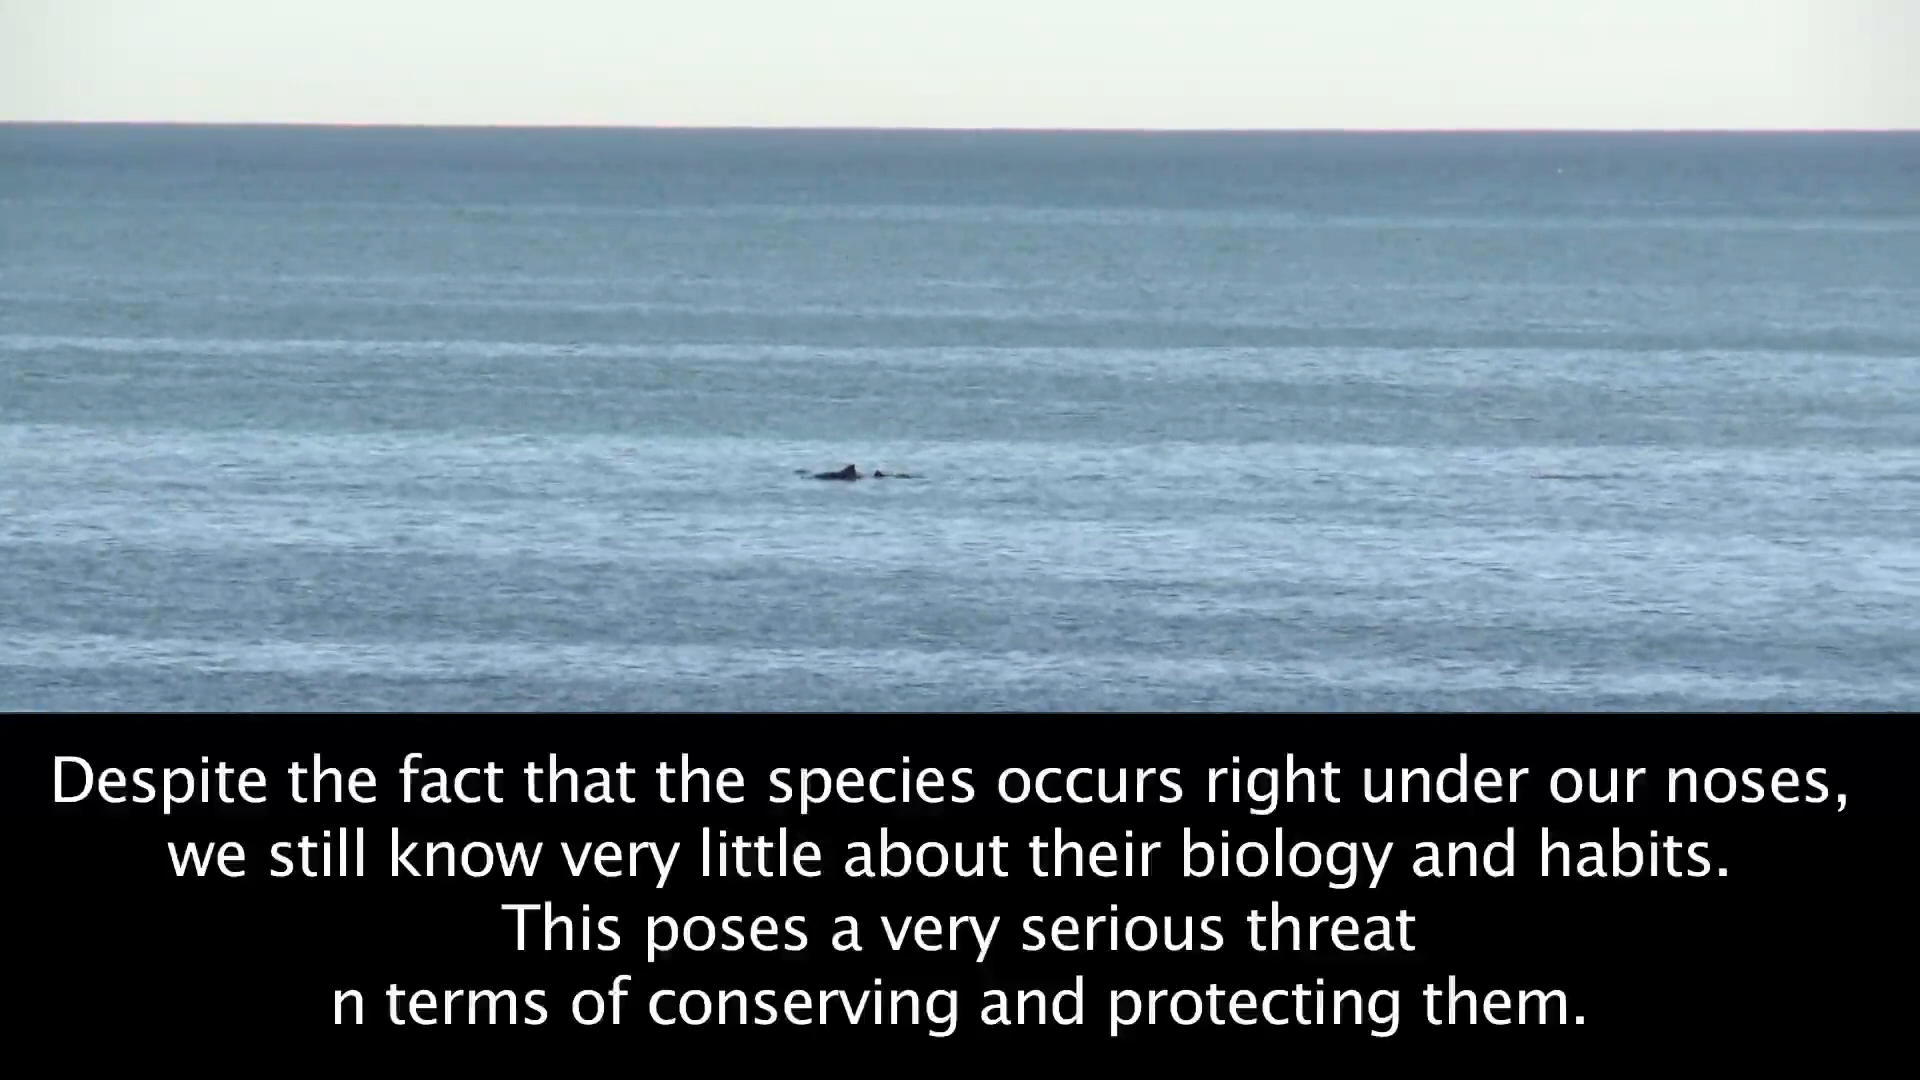 Despite the fact that the species occurs right under our noses,
we still know very little about their biology and habits.
This poses a very serious threat
n terms of conserving and protecting them.